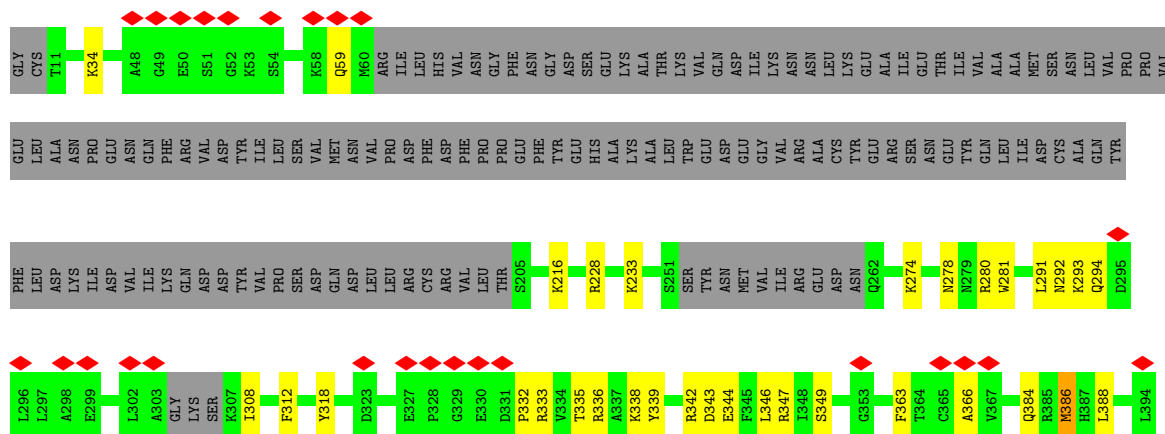 GLY CYS T11 K34 A48 G49 E50 S51 G52 K53 S54 K58 Q59 M60 ARG ILE LEU HIS VAL ASN GLY PHE ASN GLY ASP SER GLU LYS ALA THR LYS VAL GLN ASP ILE LYS ASN ASN LEU LYS GLU ALA ILE GLU THR ILE VAL ALA ALA MET SER ASN LEU VAL PRO PRO VAL
GLU LEU ALA ASN PRO GLU ASN GLN PHE ARG VAL ASP TYR ILE LEU SER VAL MET ASN VAL PRO ASP PHE ASP PHE PRO PRO GLU PHE TYR GLU HIS ALA LYS ALA LEU TRP GLU ASP GLU GLY VAL ARG ALA CYS TYR GLU ARG SER ASN GLU TYR GLN LEU ILE ASP CYS ALA GLN TYR
PHE LEU ASP LYS ILE ASP VAL ILE LYS GLN ASP ASP TYR VAL PRO SER ASP GLN ASP LEU LEU ARG CYS ARG VAL LEU THR S205 K216 R228 K233 S251 SER TYR ASN MET VAL ILE ARG GLU ASP ASN Q262 K274 N278 N279 R280 W281 L291 N292 K293 Q294 D295
L296 L297 A298 E299 L302 A303 GLY LYS SER K307 I308 F312 Y318 D323 E327 P328 G329 E330 D331 P332 R333 V334 T335 R336 A337 K338 Y339 R342 D343 E344 F345 L346 R347 I348 S349 G353 F363 T364 C365 A366 V367 Q384 R385 M386 H387 L388 L394